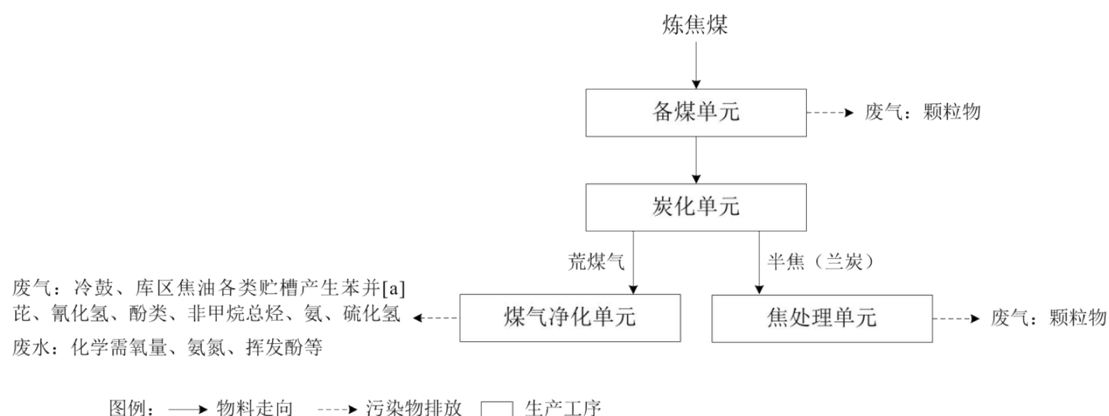 炼焦煤
备煤单元
废气：颗粒物
炭化单元
荒煤气
半焦（兰炭）
废气：冷鼓、库区焦油各类贮槽产生苯并[a]
芘、氰化氢、酚类、非甲烷总烃、氨、硫化氢
废水：化学需氧量、氨氮、挥发酚等
煤气净化单元
焦处理单元
废气：颗粒物
图例：
物料走向
污染物排放
生产工序